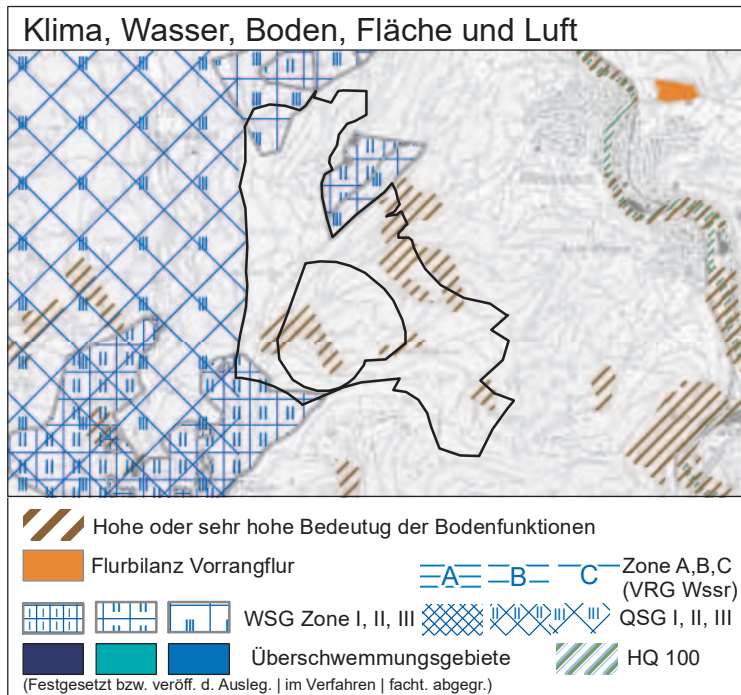 Klima, Wasser, Boden, Fläche und Luft
Hohe oder sehr hohe Bedeutug der Bodenfunktionen
Flurbilanz Vorrangflur
A B C Zone A,B,C
(VRG Wssr)
WSG Zone I, II, III
QSG I, II, III
Überschwemmungsgebiete
HQ 100
(Festgesetzt bzw. veröff. d. Ausleg. | im Verfahren | facht. abgegr.)